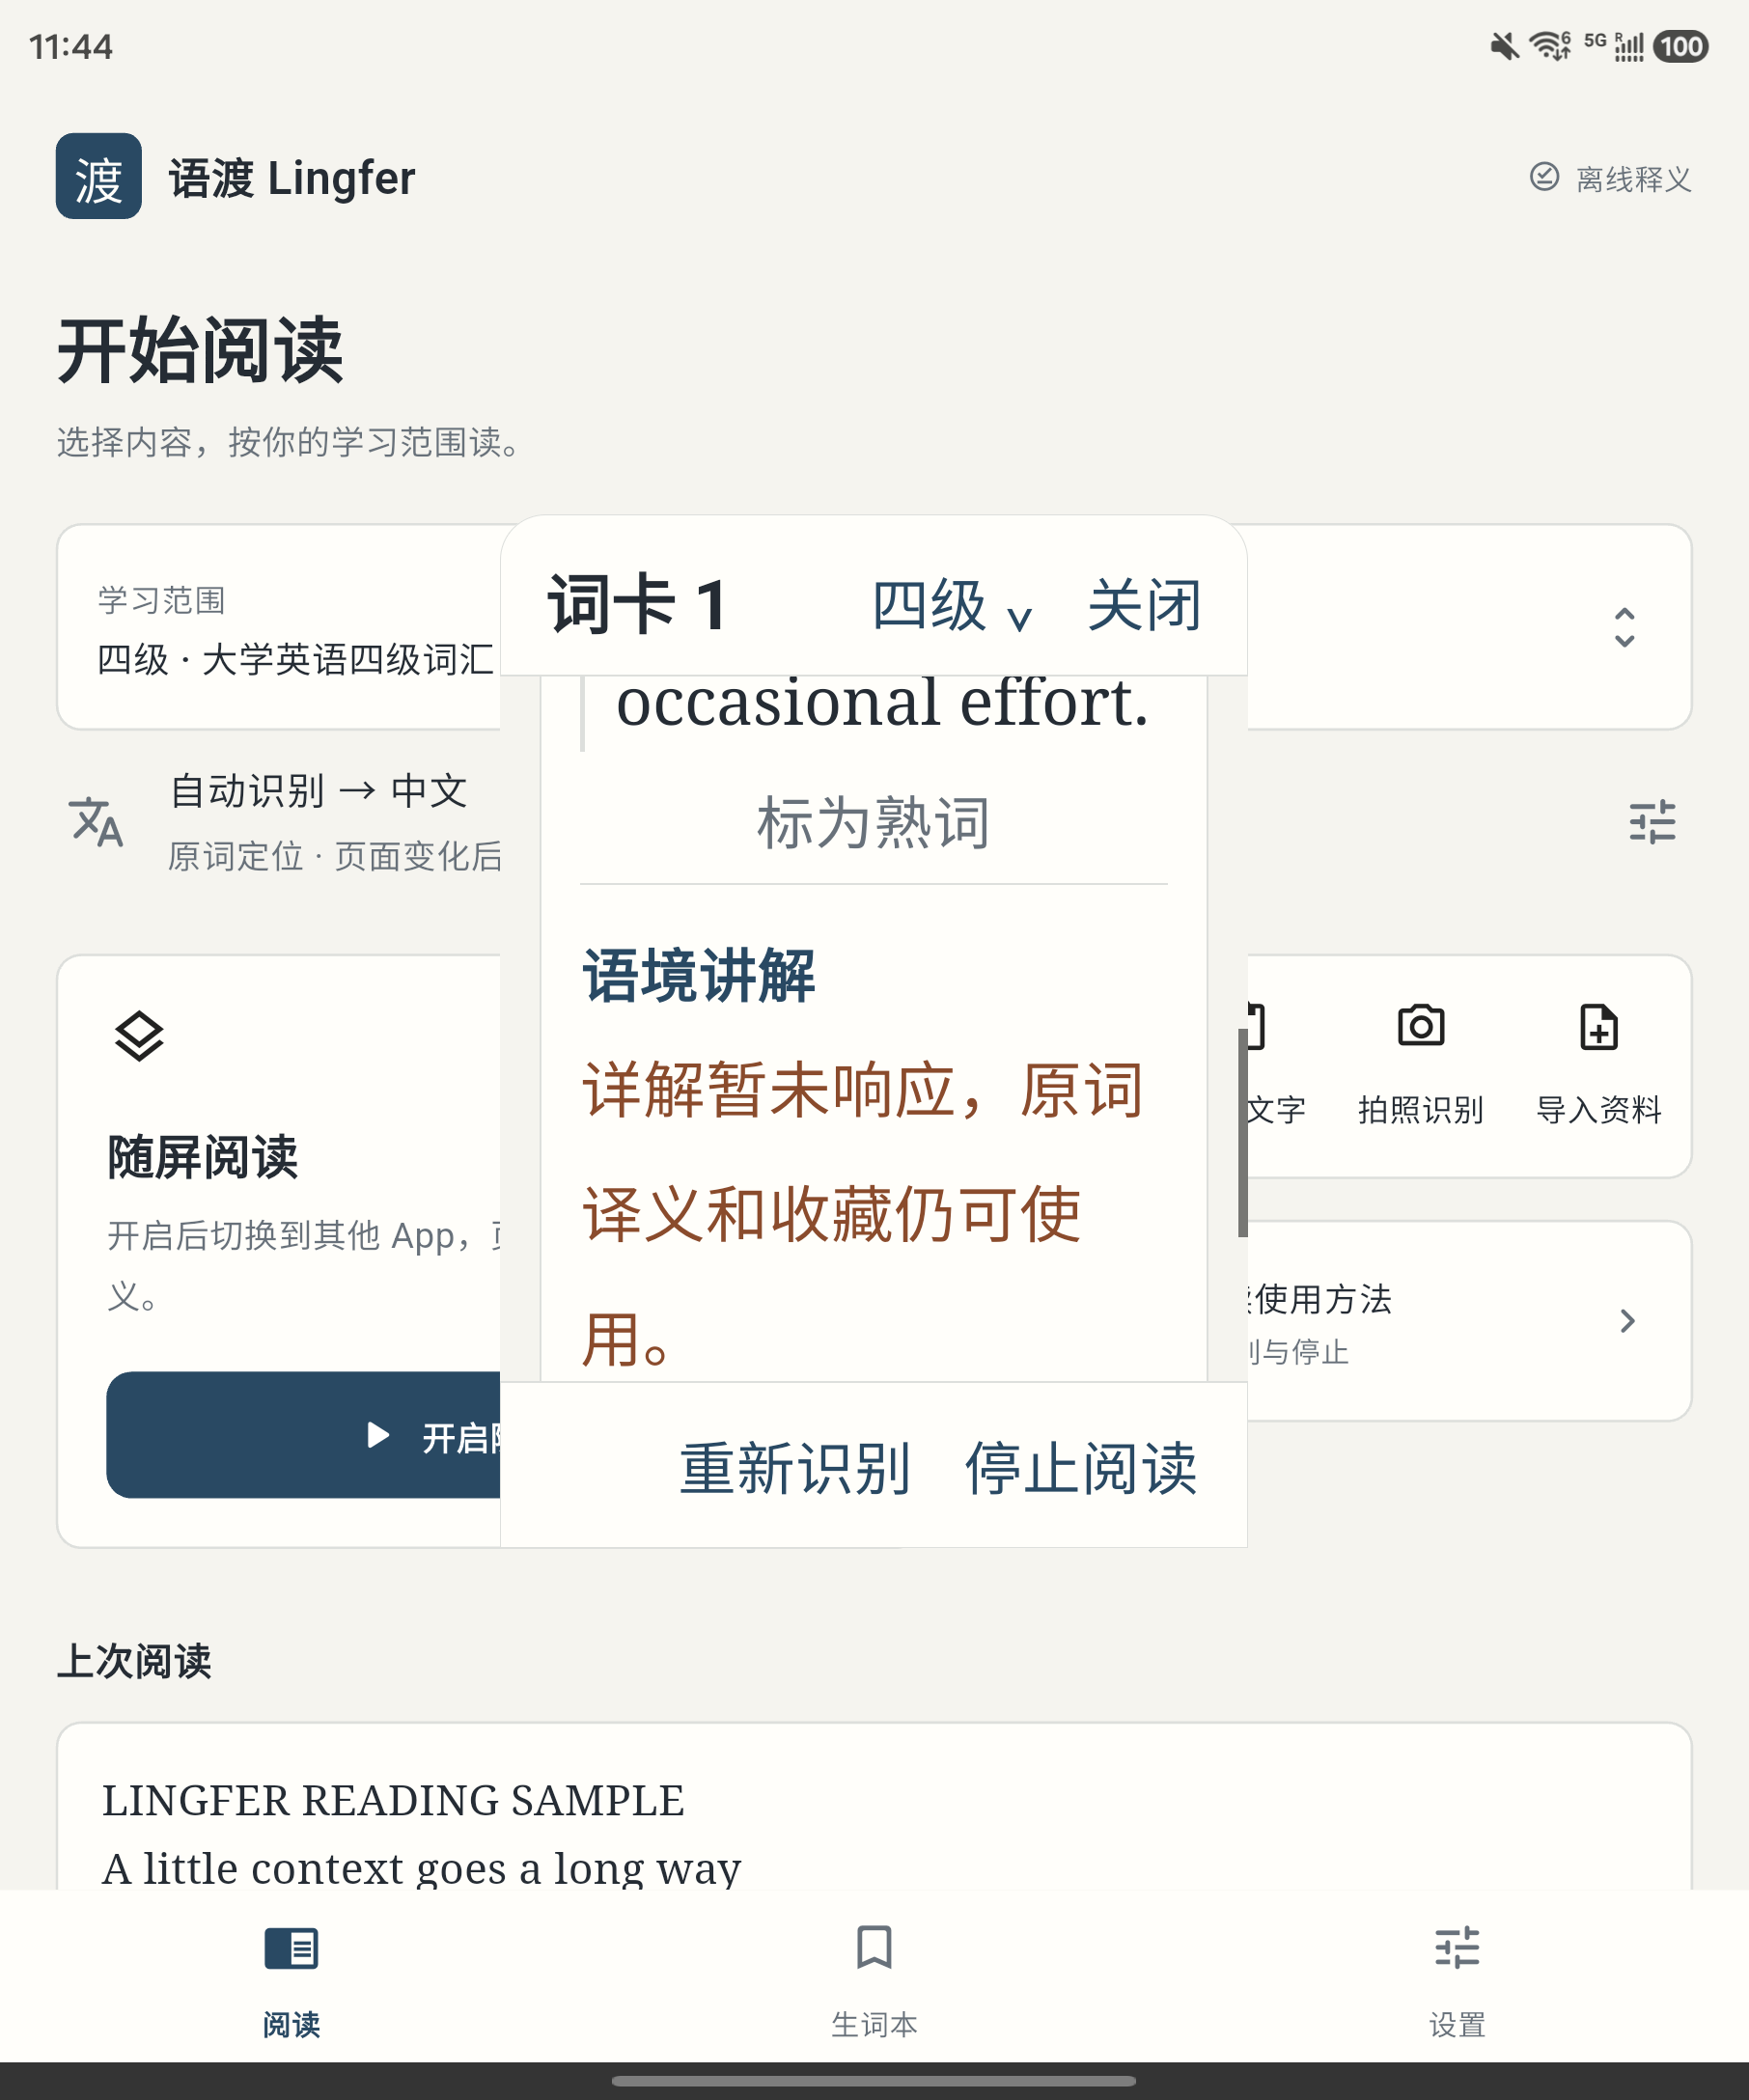 11:44
6 5G R 100
渡 语渡 Lingfer
离线释义
开始阅读
选择内容，按你的学习范围读。
学习范围
四级 · 大学英语四级词汇
自动识别 → 中文
原词定位 · 页面变化后
随屏阅读
开启后切换到其他 App，
义。
开启
词卡 1
四级
关闭
occasional effort.
标为熟词
语境讲解
详解暂未响应，原词
译义和收藏仍可使
用。
重新识别
停止阅读
文字
拍照识别
导入资料
使用方法
与停止
上次阅读
LINGFER READING SAMPLE
A little context goes a long way
阅读
生词本
设置